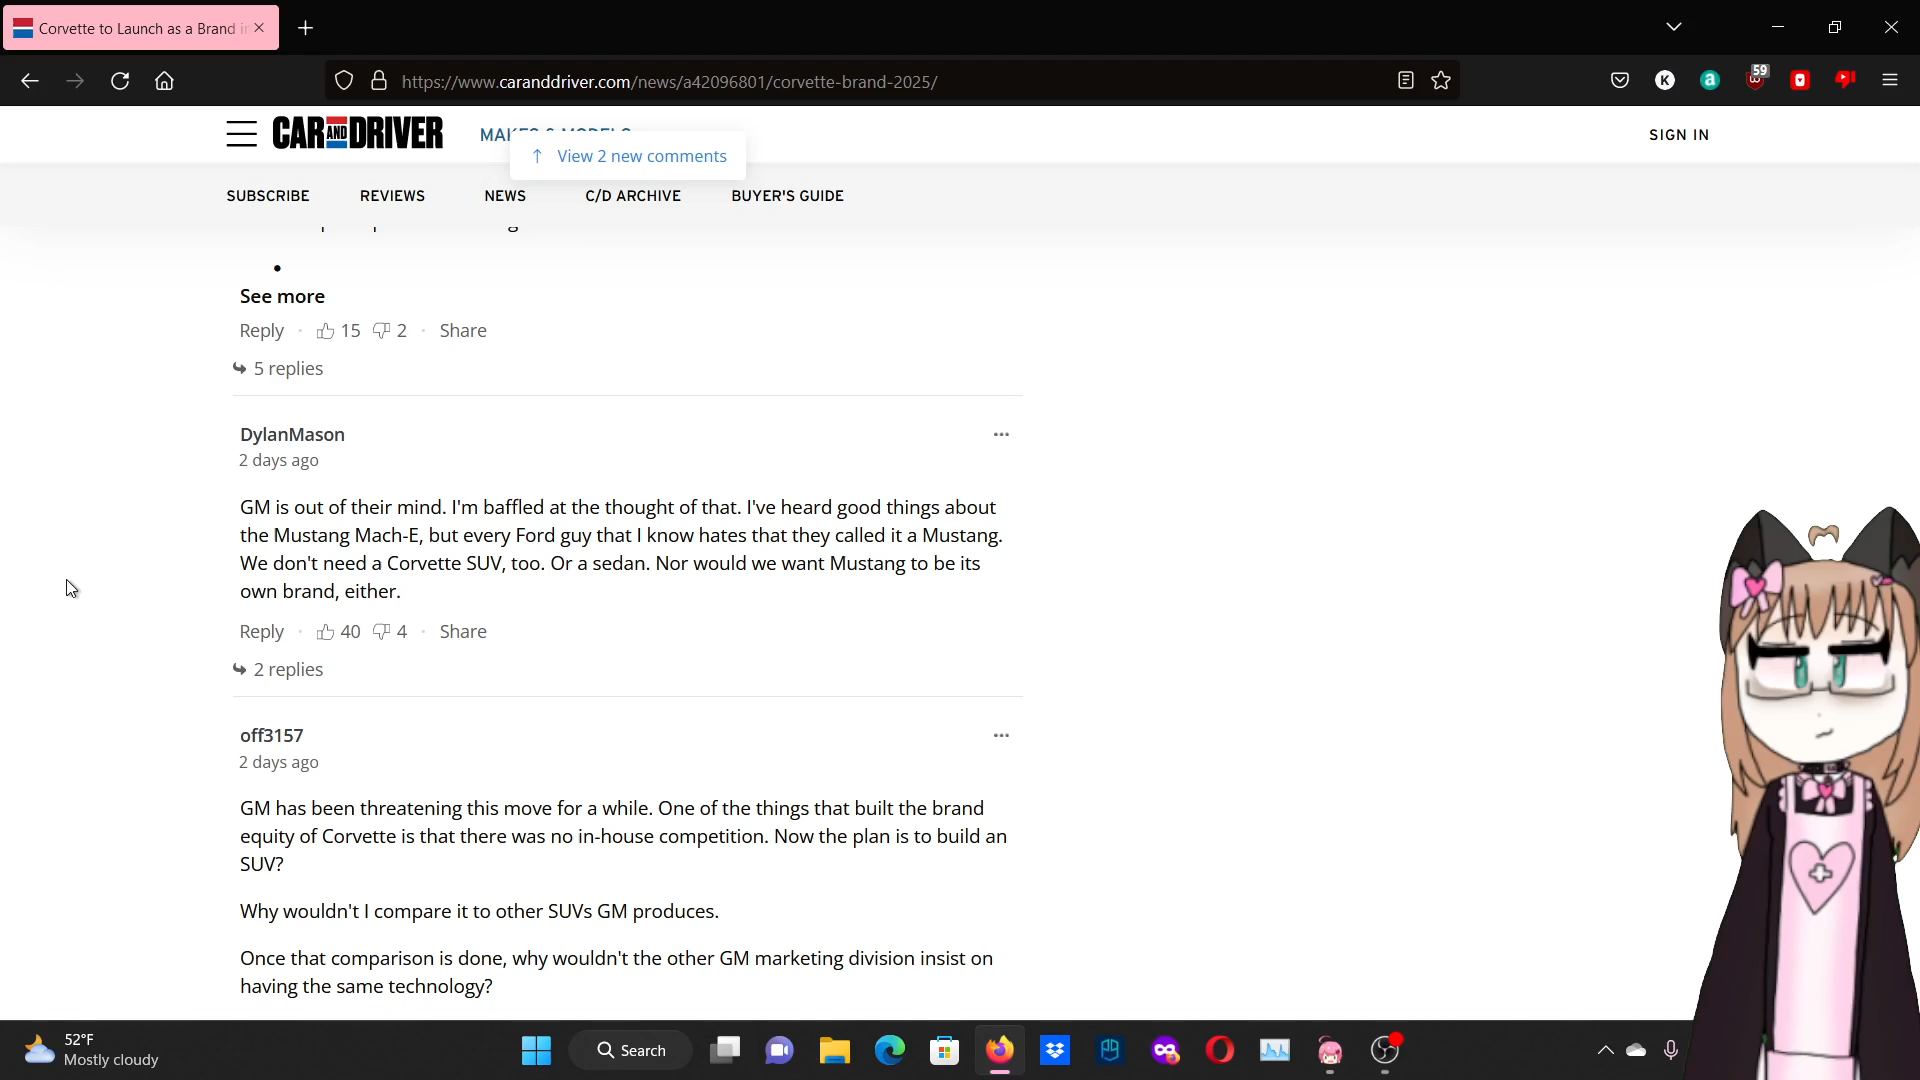 Corvette to Launch as a Brand in
https://www.caranddriver.com/news/a42096801/corvette-brand-2025/
59
CAR AND DRIVER
SIGN IN
View 2 new comments
SUBSCRIBE
REVIEWS
NEWS
C/D ARCHIVE
BUYER'S GUIDE
See more
Reply · 15 2 · Share
5 replies
DylanMason
2 days ago
GM is out of their mind. I'm baffled at the thought of that. I've heard good things about
the Mustang Mach-E, but every Ford guy that I know hates that they called it a Mustang.
We don't need a Corvette SUV, too. Or a sedan. Nor would we want Mustang to be its
own brand, either.
Reply · 40 4 · Share
2 replies
off3157
2 days ago
GM has been threatening this move for a while. One of the things that built the brand
equity of Corvette is that there was no in-house competition. Now the plan is to build an
SUV?
Why wouldn't I compare it to other SUVs GM produces.
Once that comparison is done, why wouldn't the other GM marketing division insist on
having the same technology?
52°F
Mostly cloudy
Search